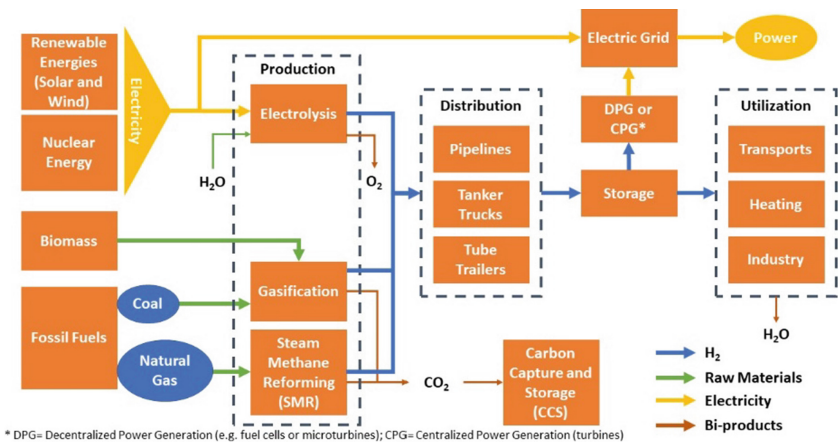 Renewable
Energies
(Solar and
Wind)
Nuclear
Energy
Electricity
Biomass
Fossil Fuels
Coal
Natural
Gas
Production
Electrolysis
H₂O
O₂
Gasification
Steam
Methane
Reforming
(SMR)
CO₂
Carbon
Capture and
Storage
(CCS)
Distribution
Pipelines
Tanker
Trucks
Tube
Trailers
Storage
DPG or
CPG*
Electric Grid
Power
Utilization
Transports
Heating
Industry
H₂O
H₂
Raw Materials
Electricity
Bi-products
* DPG= Decentralized Power Generation (e.g. fuel cells or microturbines); CPG= Centralized Power Generation (turbines)